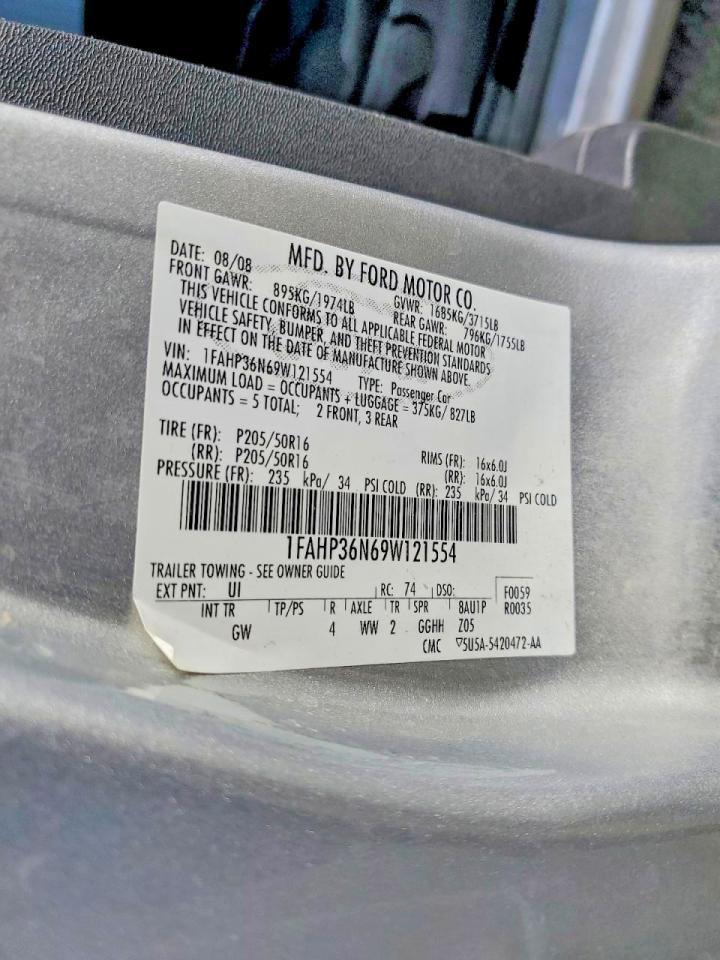 MFD. BY FORD MOTOR CO.
DATE: 08/08 GVWR: 1685KG/3715LB
FRONT GAWR: 895KG/1974LB REAR GAWR: 796KG/1755LB
THIS VEHICLE CONFORMS TO ALL APPLICABLE FEDERAL MOTOR
VEHICLE SAFETY, BUMPER, AND THEFT PREVENTION STANDARDS
IN EFFECT ON THE DATE OF MANUFACTURE SHOWN ABOVE.
VIN: 1FAHP36N69W121554 TYPE: Passenger Car
MAXIMUM LOAD = OCCUPANTS + LUGGAGE = 375KG/ 827LB
OCCUPANTS = 5 TOTAL; 2 FRONT, 3 REAR
TIRE (FR): P205/50R16 RIMS (FR): 16x6.0J
(RR): P205/50R16 (RR): 16x6.0J
PRESSURE (FR): 235 kPa/ 34 PSI COLD (RR): 235 kPa/ 34 PSI COLD
1FAHP36N69W121554
TRAILER TOWING - SEE OWNER GUIDE
EXT PNT: UI RC: 74 DSO: F0059
INT TR TP/PS R AXLE TR SPR 8AU1P R0035
GW 4 WW 2 GGHH Z05
CMC ▽5U5A-5420472-AA